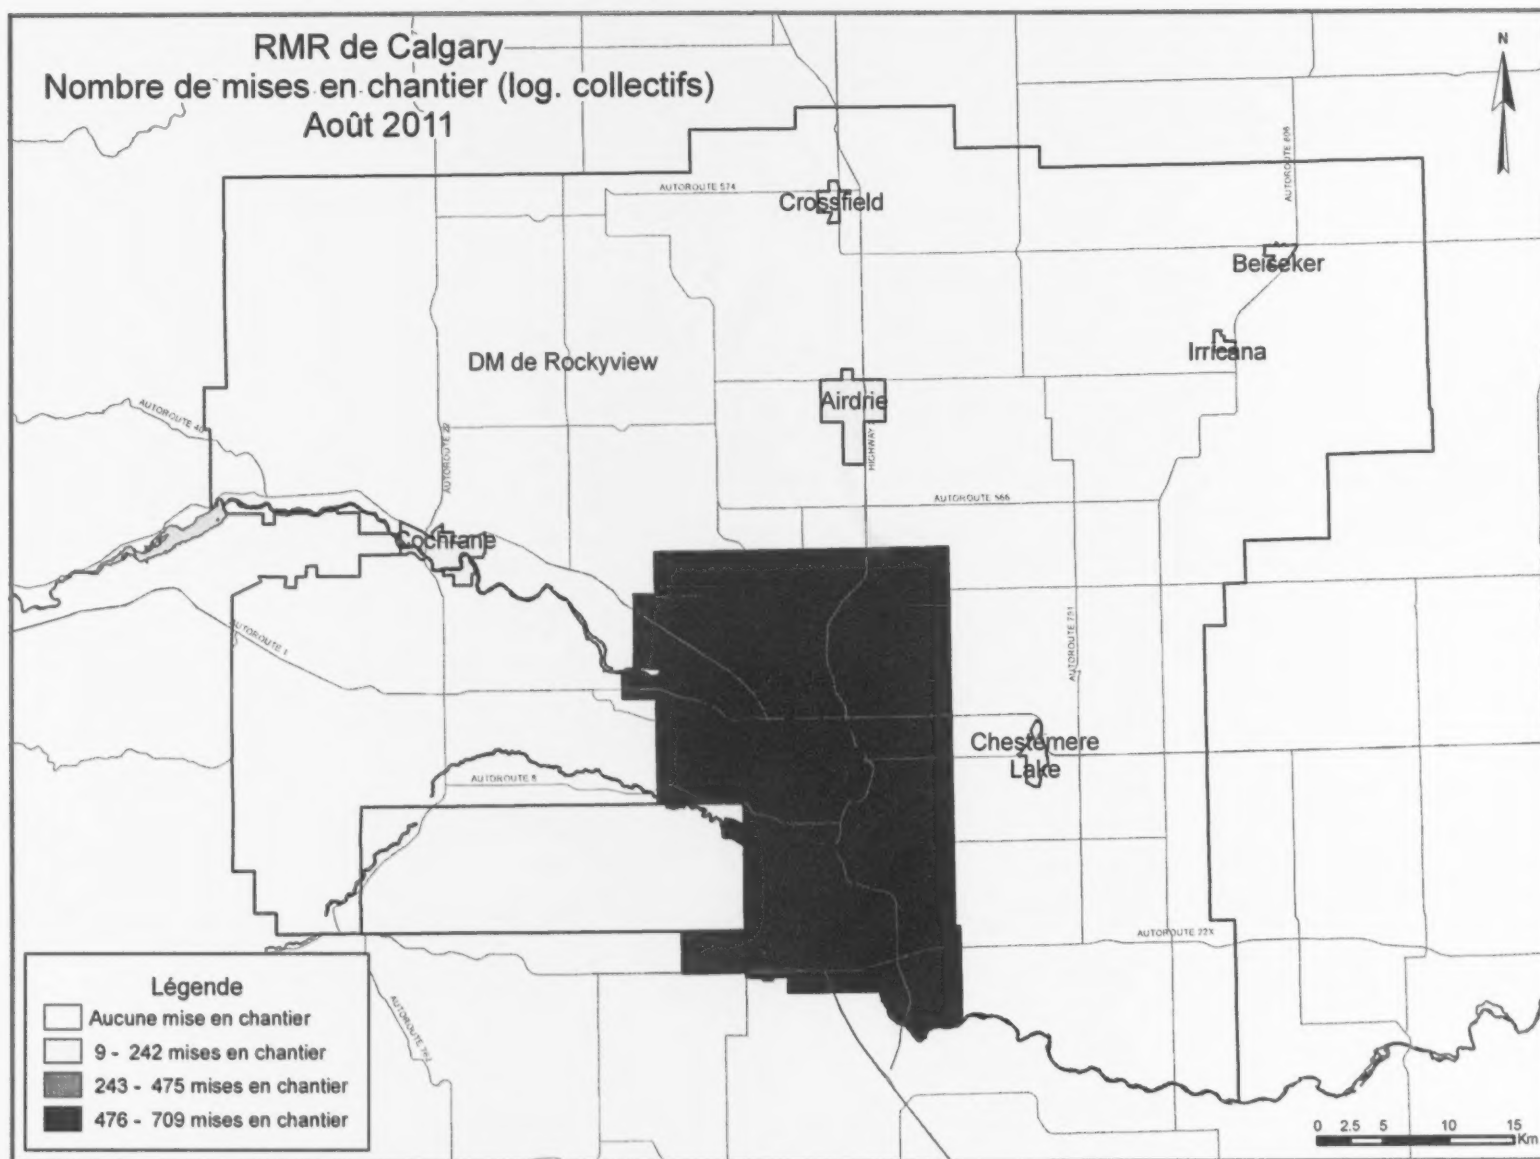 RMR de Calgary
Nombre de mises en chantier (log. collectifs)
Août 2011
N
AUTOROUTE 574
Crossfield
AUTOROUTE 806
Beiseker
Irricana
DM de Rockyview
Airdrie
AUTOROUTE 40
AUTOROUTE 22
HIGHWAY
AUTOROUTE 566
Cochrane
AUTOROUTE 1
AUTOROUTE 791
Chestemere
Lake
AUTOROUTE 8
AUTOROUTE 22X
AUTOROUTE 762
Légende
Aucune mise en chantier
9 - 242 mises en chantier
243 - 475 mises en chantier
476 - 709 mises en chantier
0 2.5 5 10 15
Km